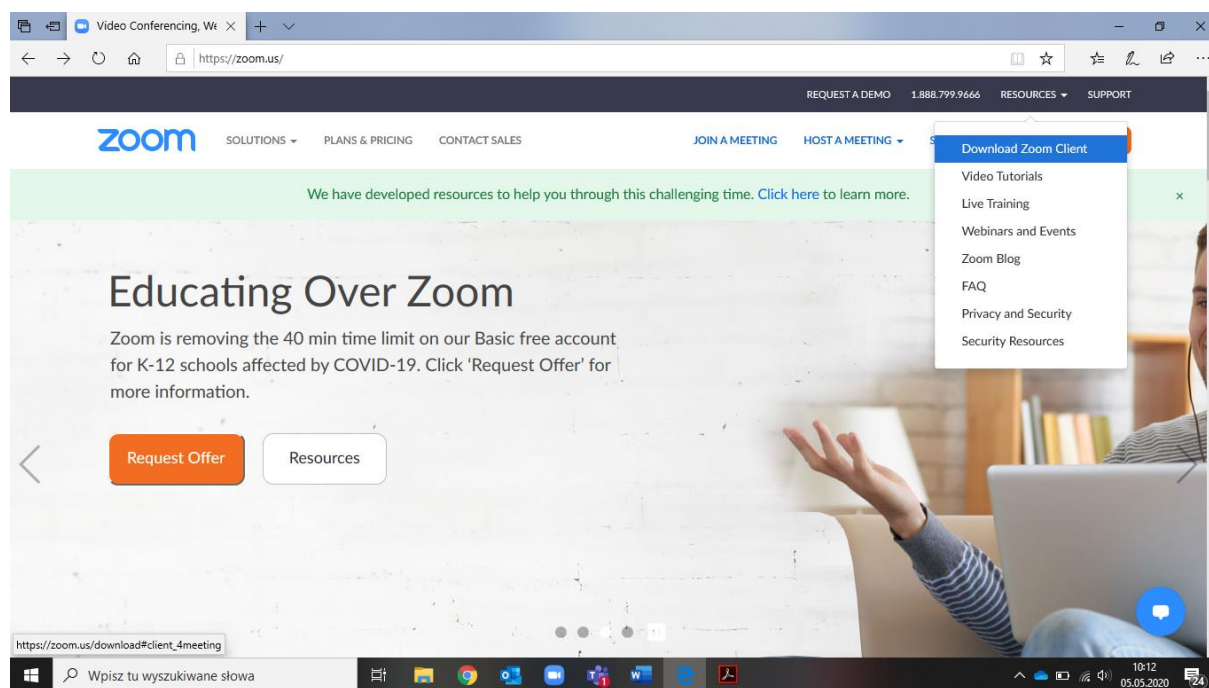 Video Conferencing, We
https://zoom.us/
REQUEST A DEMO 1.888.799.9666 RESOURCES SUPPORT
zoom SOLUTIONS PLANS & PRICING CONTACT SALES JOIN A MEETING HOST A MEETING
Download Zoom Client
Video Tutorials
Live Training
Webinars and Events
Zoom Blog
FAQ
Privacy and Security
Security Resources
We have developed resources to help you through this challenging time. Click here to learn more.
Educating Over Zoom
Zoom is removing the 40 min time limit on our Basic free account
for K-12 schools affected by COVID-19. Click 'Request Offer' for
more information.
Request Offer Resources
https://zoom.us/download#client_4meeting
Wpisz tu wyszukiwane słowa
10:12
05.05.2020
24